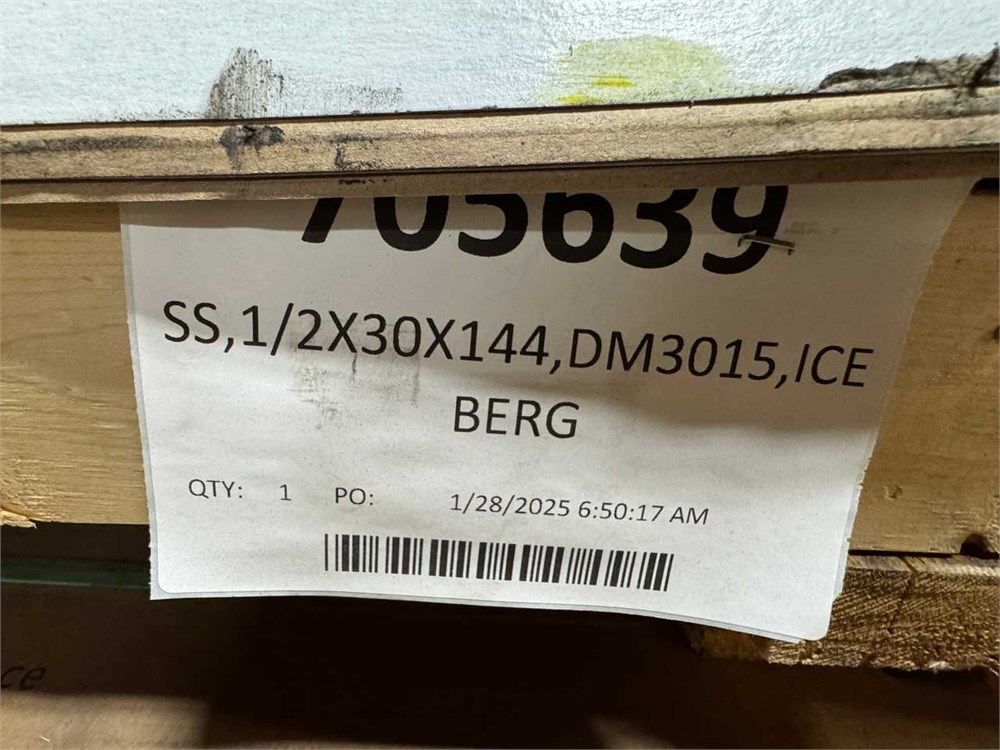 705639
SS,1/2X30X144,DM3015,ICE
BERG
QTY: 1 PO: 1/28/2025 6:50:17 AM